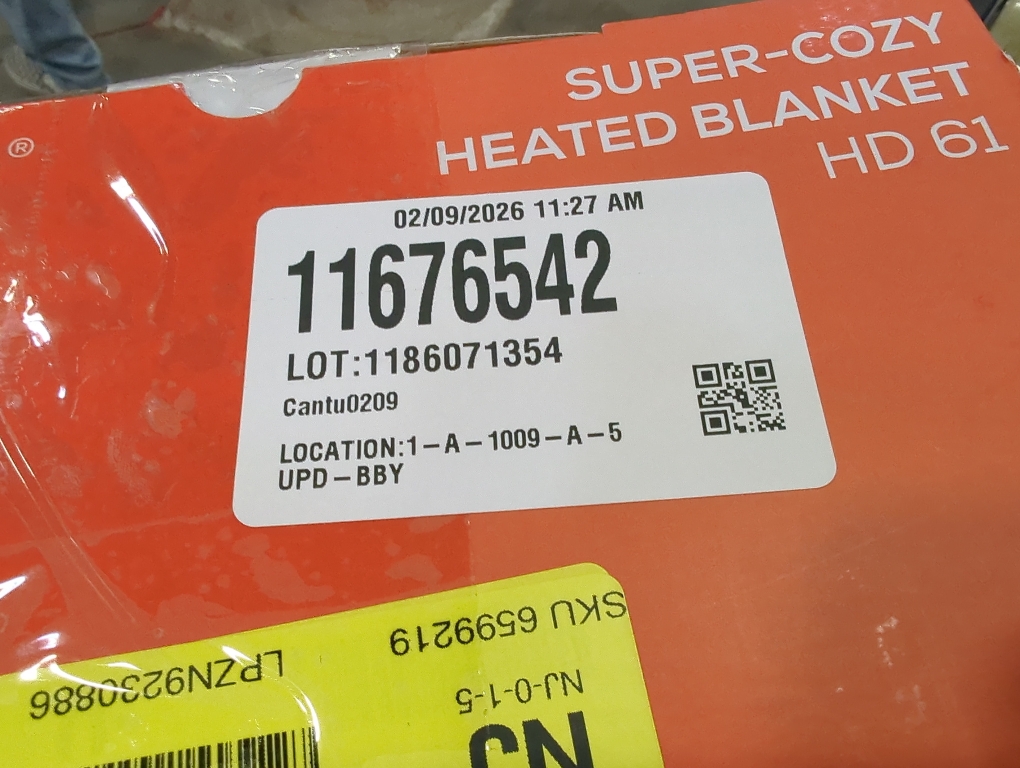 SUPER-COZY
HEATED BLANKET
HD 61
®
02/09/2026 11:27 AM
11676542
LOT:1186071354
Cantu0209
LOCATION:1-A-1009-A-5
UPD-BBY
SKU 6599219
LPZN9230886
NJ-0-1-5
NJ